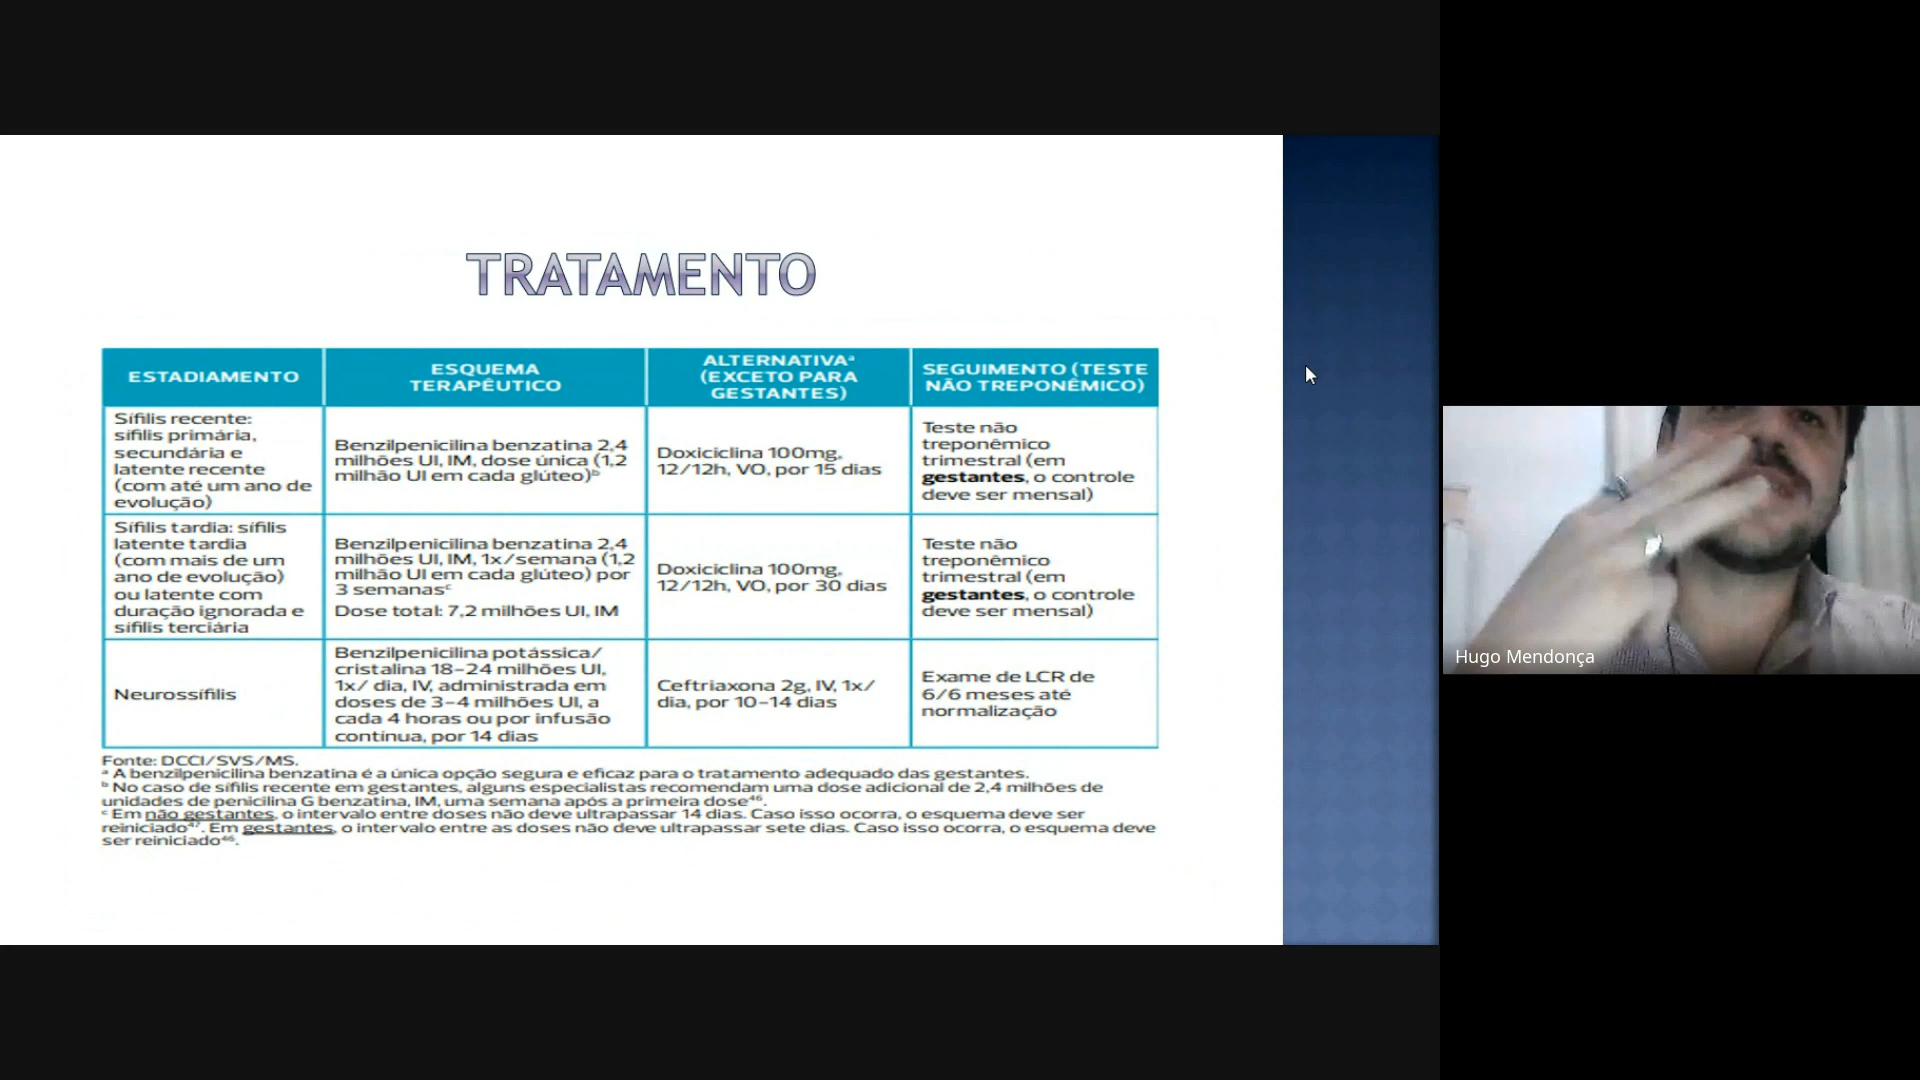 TRATAMENTO
ESTADIAMENTO
ESQUEMA
TERAPÊUTICO
ALTERNATIVAᵃ
(EXCETO PARA
GESTANTES)
SEGUIMENTO (TESTE
NÃO TREPONÊMICO)
Sífilis recente:
sífilis primária,
secundária e
latente recente
(com até um ano de
evolução)
Benzilpenicilina benzatina 2,4
milhões UI, IM, dose única (1,2
milhão UI em cada glúteo)ᵇ
Doxiciclina 100mg,
12/12h, VO, por 15 dias
Teste não
treponêmico
trimestral (em
gestantes, o controle
deve ser mensal)
Sífilis tardia: sífilis
latente tardia
(com mais de um
ano de evolução)
ou latente com
duração ignorada e
sífilis terciária
Benzilpenicilina benzatina 2,4
milhões UI, IM, 1x/semana (1,2
milhão UI em cada glúteo) por
3 semanasᶜ
Dose total: 7,2 milhões UI, IM
Doxiciclina 100mg,
12/12h, VO, por 30 dias
Teste não
treponêmico
trimestral (em
gestantes, o controle
deve ser mensal)
Neurossífilis
Benzilpenicilina potássica/
cristalina 18–24 milhões UI,
1x/ dia, IV, administrada em
doses de 3–4 milhões UI, a
cada 4 horas ou por infusão
contínua, por 14 dias
Ceftriaxona 2g, IV, 1x/
dia, por 10–14 dias
Exame de LCR de
6/6 meses até
normalização
Fonte: DCCI/SVS/MS.
ᵃ A benzilpenicilina benzatina é a única opção segura e eficaz para o tratamento adequado das gestantes.
ᵇ No caso de sífilis recente em gestantes, alguns especialistas recomendam uma dose adicional de 2,4 milhões de
unidades de penicilina G benzatina, IM, uma semana após a primeira dose⁴⁶.
ᶜ Em não gestantes, o intervalo entre doses não deve ultrapassar 14 dias. Caso isso ocorra, o esquema deve ser
reiniciado⁴⁷. Em gestantes, o intervalo entre as doses não deve ultrapassar sete dias. Caso isso ocorra, o esquema deve
ser reiniciado⁴⁶.
Hugo Mendonça